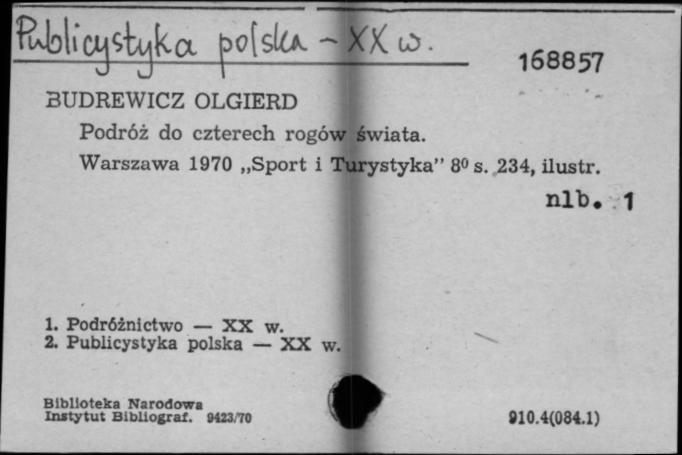 Publicystyka polska - XX w.
168857
BUDREWICZ OLGIERD
Podróż do czterech rogów świata.
Warszawa 1970 „Sport i Turystyka” 8⁰ s. 234, ilustr.
nlb. 1
1. Podróżnictwo — XX w.
2. Publicystyka polska — XX w.
Biblioteka Narodowa
Instytut Bibliograf. 9423/70
910.4(084.1)